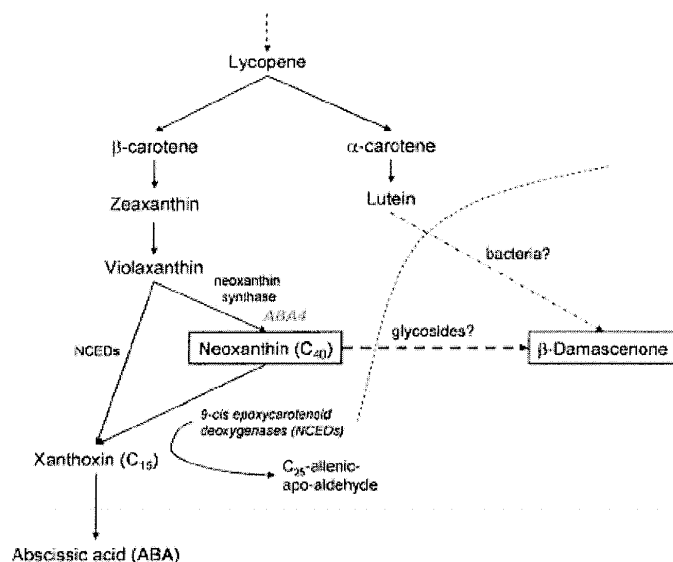 Lycopene
β-carotene
α-carotene
Zeaxanthin
Lutein
Violaxanthin
bacteria?
neoxanthin
synthase
ABA4
glycosides?
NCEDs
Neoxanthin (C40)
β-Damascenone
9-cis epoxycarotenoid
deoxygenases (NCEDs)
Xanthoxin (C15)
C25-allenic-
apo-aldehyde
Abscissic acid (ABA)